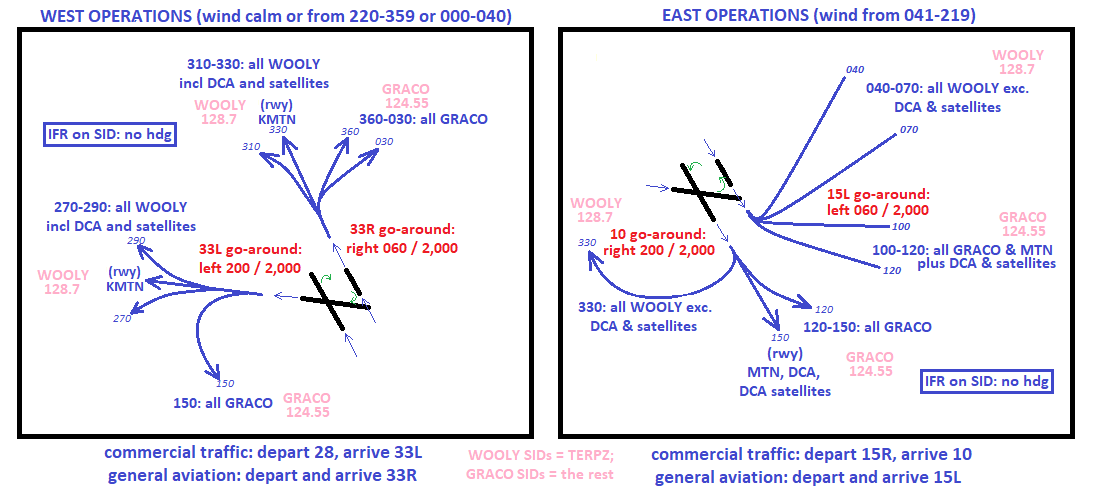 WEST OPERATIONS (wind calm or from 220-359 or 000-040)
310-330: all WOOLY
incl DCA and satellites
WOOLY
128.7
(rwy)
KMTN
GRACO
124.55
360-030: all GRACO
IFR on SID: no hdg
310
330
360
030
270-290: all WOOLY
incl DCA and satellites
290
WOOLY
128.7
(rwy)
KMTN
270
33L go-around:
left 200 / 2,000
33R go-around:
right 060 / 2,000
150
150: all GRACO
GRACO
124.55
commercial traffic: depart 28, arrive 33L
general aviation: depart and arrive 33R
WOOLY SIDs = TERPZ;
GRACO SIDs = the rest
EAST OPERATIONS (wind from 041-219)
WOOLY
128.7
040
040-070: all WOOLY exc.
DCA & satellites
070
15L go-around:
left 060 / 2,000
WOOLY
128.7
10 go-around:
right 200 / 2,000
GRACO
124.55
100
100-120: all GRACO & MTN
plus DCA & satellites
120
330
330: all WOOLY exc.
DCA & satellites
120
120-150: all GRACO
150
(rwy)
MTN, DCA,
DCA satellites
GRACO
124.55
IFR on SID: no hdg
commercial traffic: depart 15R, arrive 10
general aviation: depart and arrive 15L